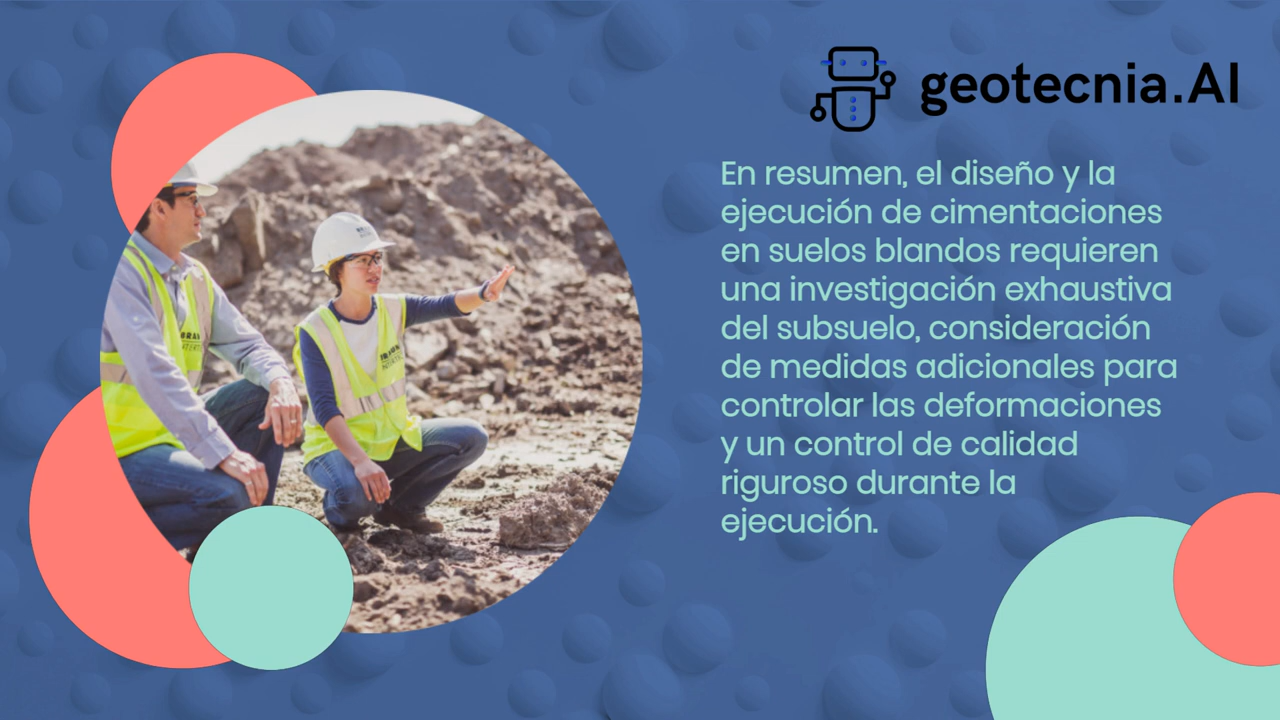 geotecnia.AI
En resumen, el diseño y la
ejecución de cimentaciones
en suelos blandos requieren
una investigación exhaustiva
del subsuelo, consideración
de medidas adicionales para
controlar las deformaciones
y un control de calidad
riguroso durante la
ejecución.